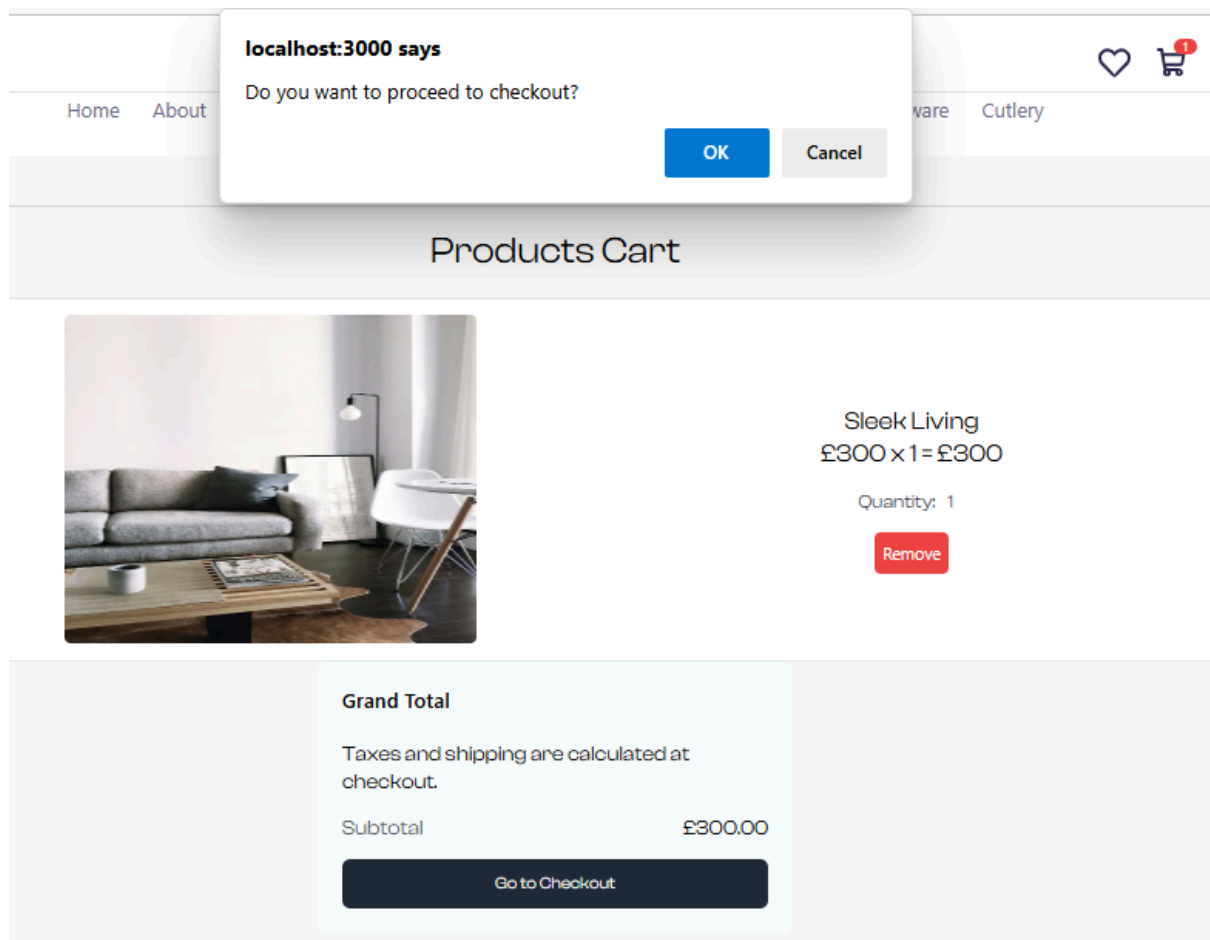 localhost:3000 says
Do you want to proceed to checkout?
OK Cancel
1
Home About Cutlery
Products Cart
Sleek Living
£300 x 1 = £300
Quantity: 1
Remove
Grand Total
Taxes and shipping are calculated at
checkout.
Subtotal £300.00
Go to Checkout